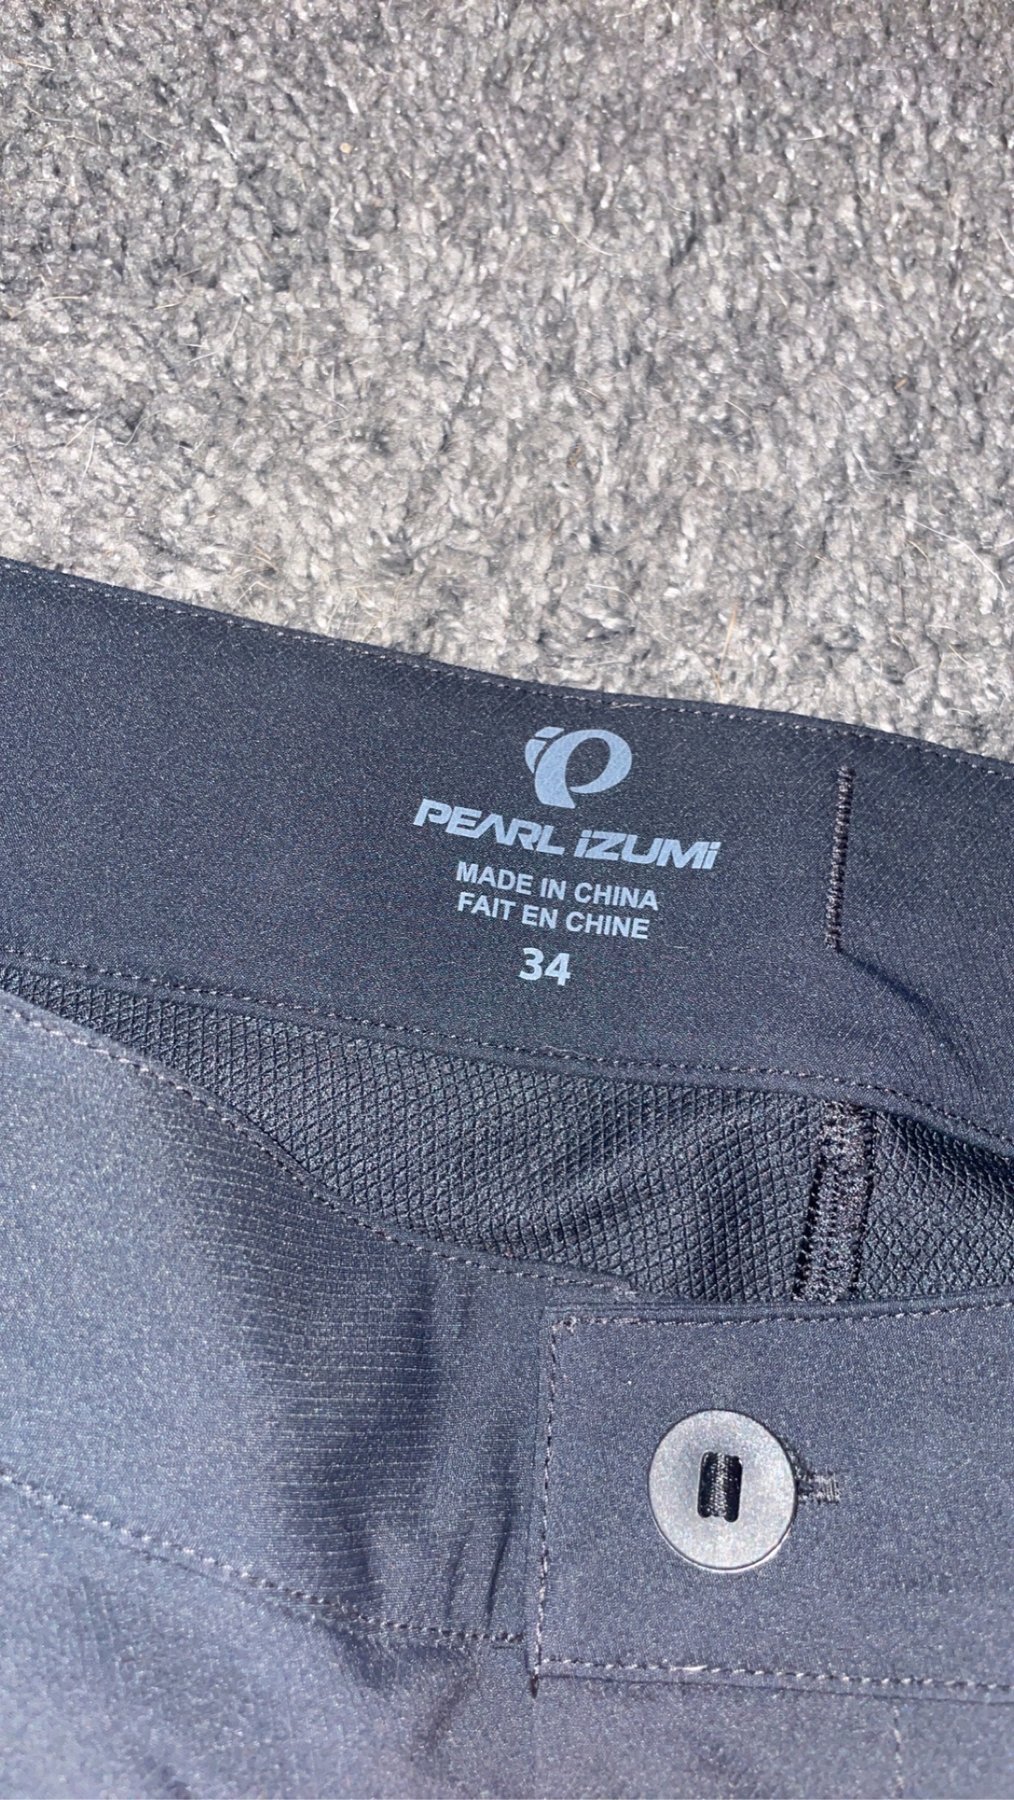 PEARL iZUMi
MADE IN CHINA
FAIT EN CHINE
34